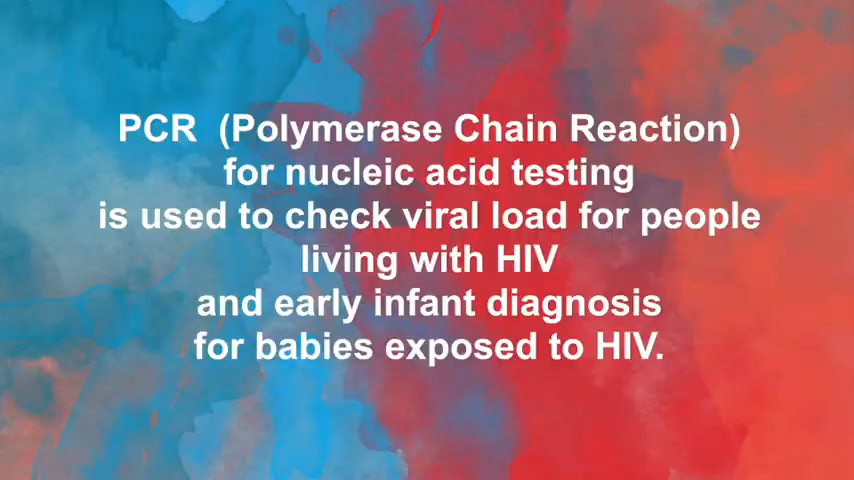 PCR  (Polymerase Chain Reaction)
for nucleic acid testing
is used to check viral load for people
living with HIV
and early infant diagnosis
for babies exposed to HIV.